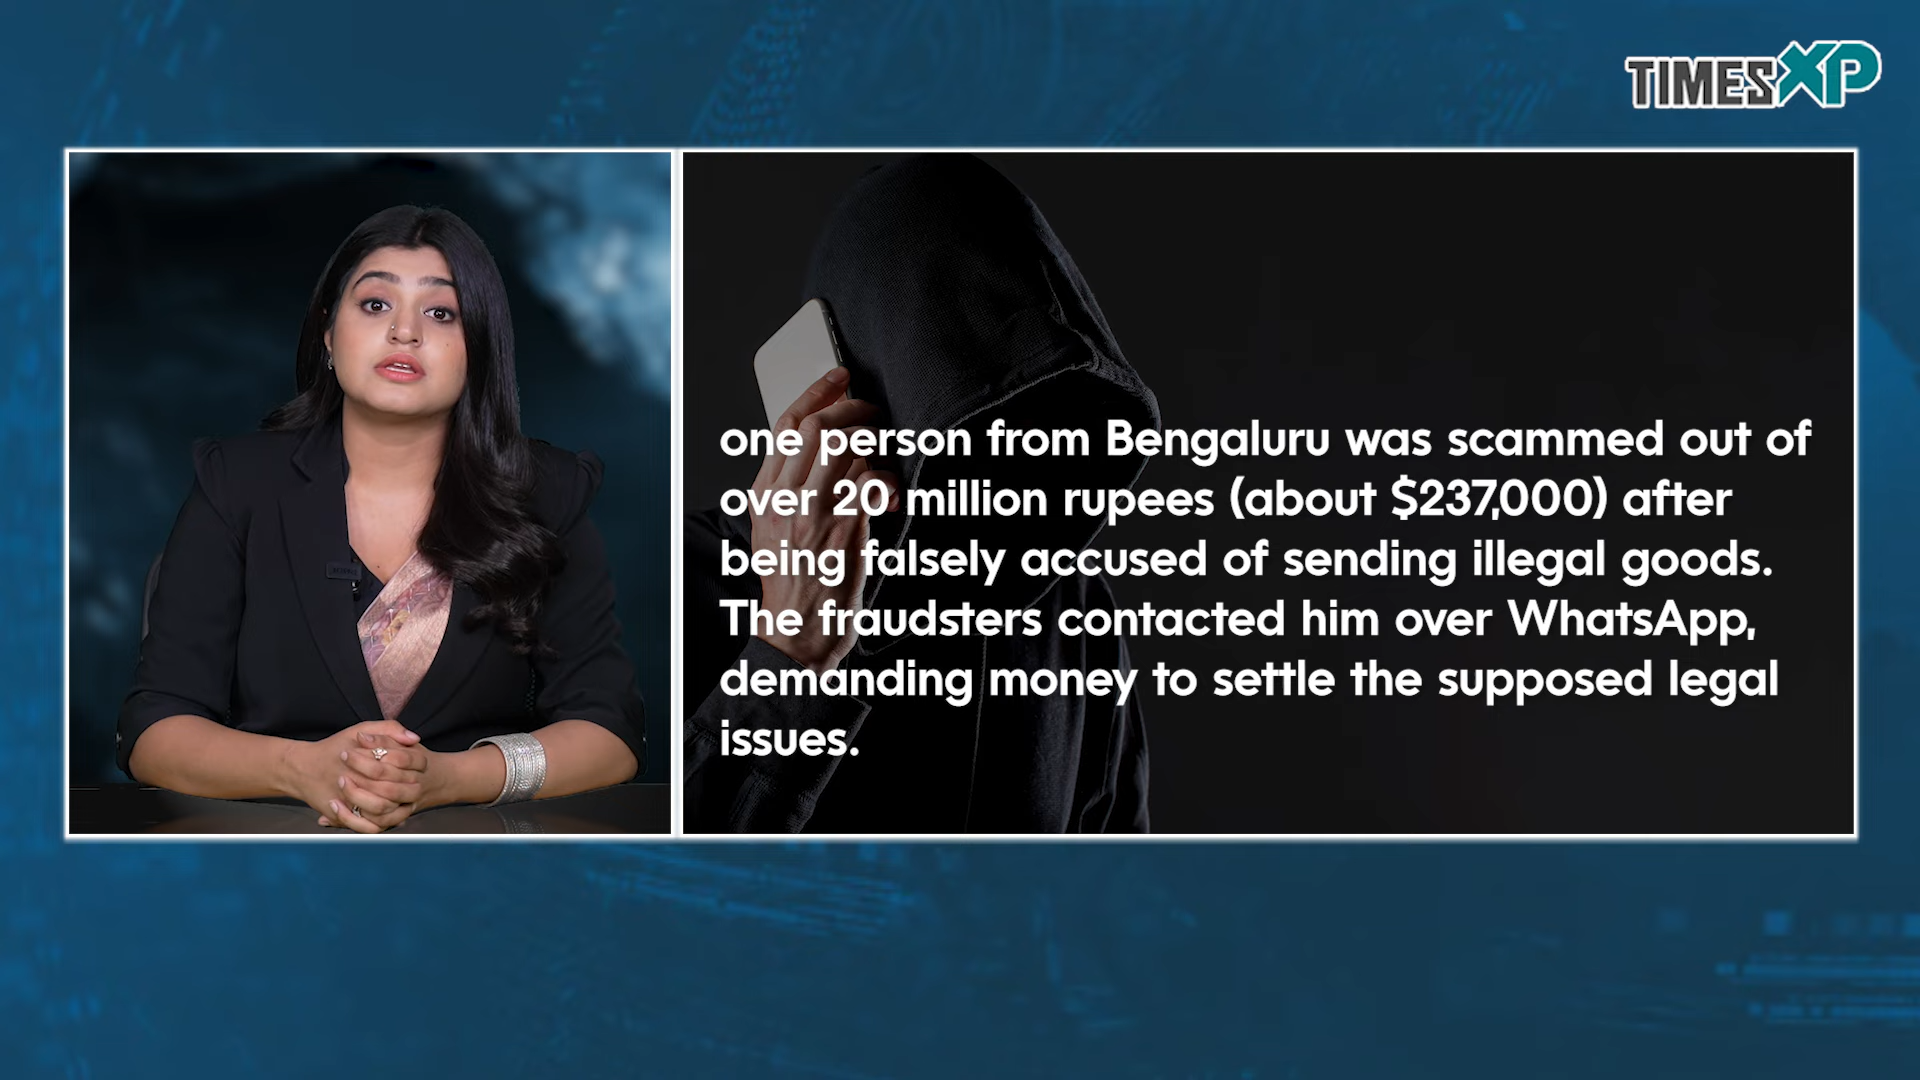 TIMESXP
one person from Bengaluru was scammed out of
over 20 million rupees (about $237,000) after
being falsely accused of sending illegal goods.
The fraudsters contacted him over WhatsApp,
demanding money to settle the supposed legal
issues.